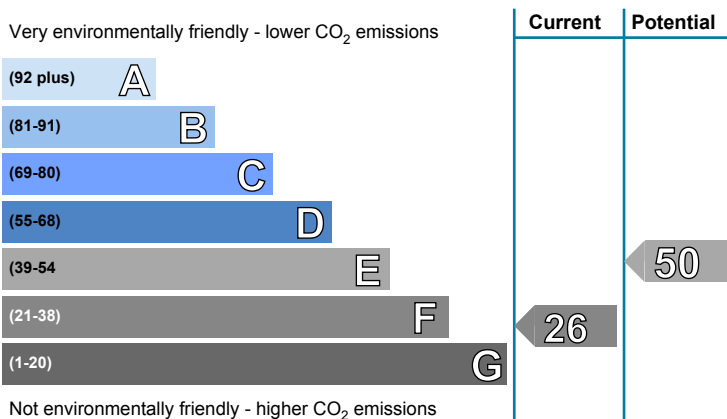 Very environmentally friendly - lower CO2 emissions
Current
Potential
(92 plus) A
(81-91) B
(69-80) C
(55-68) D
(39-54 E
50
(21-38) F
26
(1-20) G
Not environmentally friendly - higher CO2 emissions